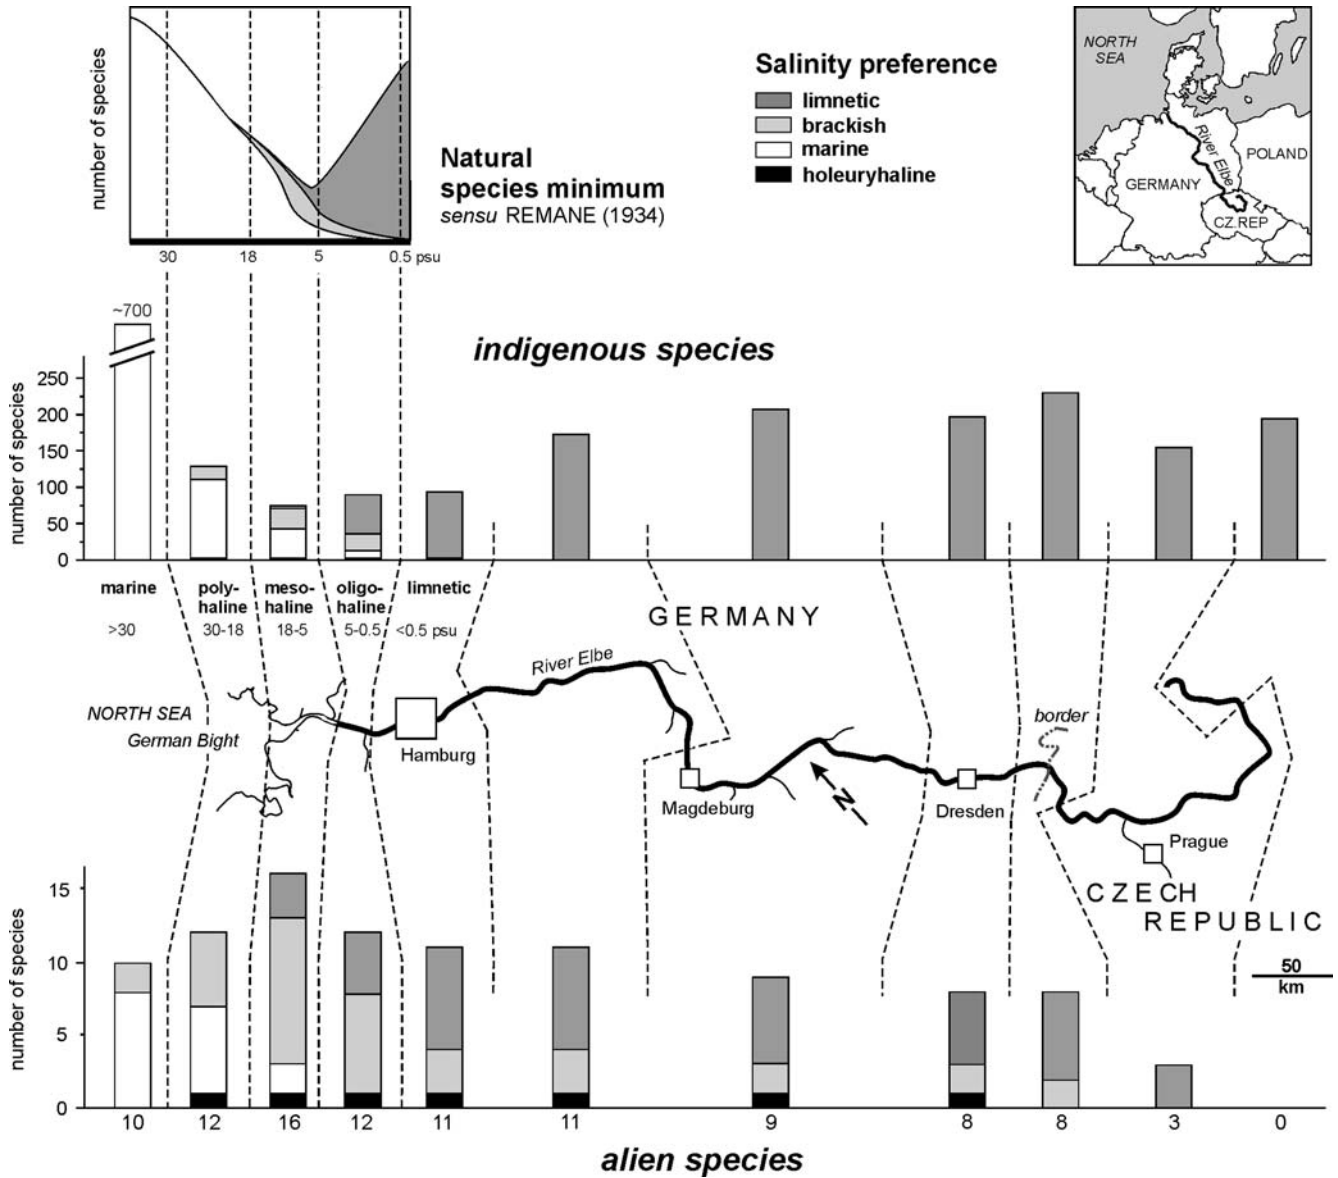 number of species
30
18
5
0.5 psu
Natural
species minimum
sensu REMANE (1934)
Salinity preference
limnetic
brackish
marine
holeuryhaline
NORTH
SEA
River Elbe
POLAND
GERMANY
CZ.REP
indigenous species
number of species
~700
250
200
150
100
50
0
marine
>30
poly-
haline
30-18
meso-
haline
18-5
oligo-
haline
5-0.5
limnetic
<0.5 psu
GERMANY
River Elbe
NORTH SEA
German Bight
Hamburg
Magdeburg
N
Dresden
border
Prague
CZECH
REPUBLIC
50
km
number of species
15
10
5
0
10
12
16
12
11
11
9
8
8
3
0
alien species